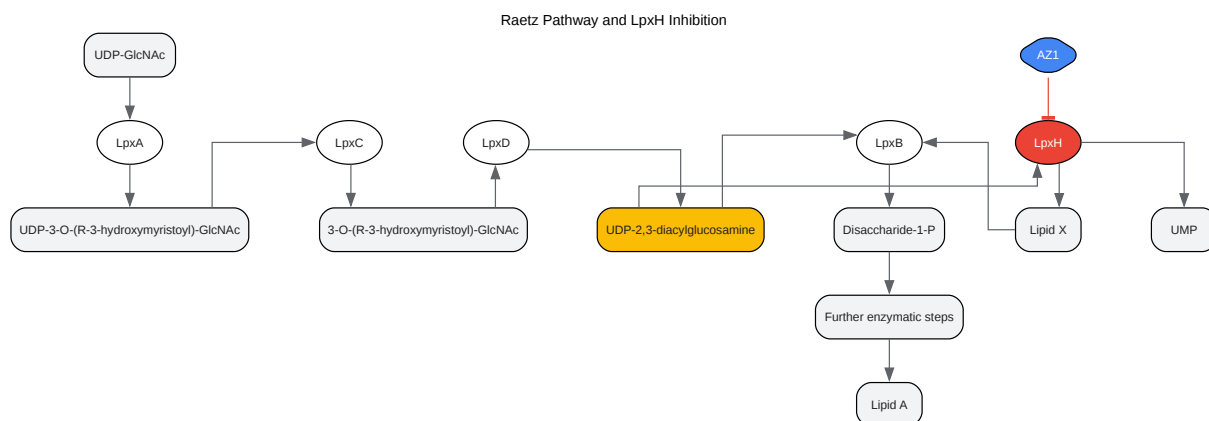 Raetz Pathway and LpxH Inhibition
UDP-GlcNAc
AZ1
LpxA
LpxC
LpxD
LpxB
LpxH
UDP-3-O-(R-3-hydroxymyristoyl)-GlcNAc
3-O-(R-3-hydroxymyristoyl)-GlcNAc
UDP-2,3-diacylglucosamine
Disaccharide-1-P
Lipid X
UMP
Further enzymatic steps
Lipid A